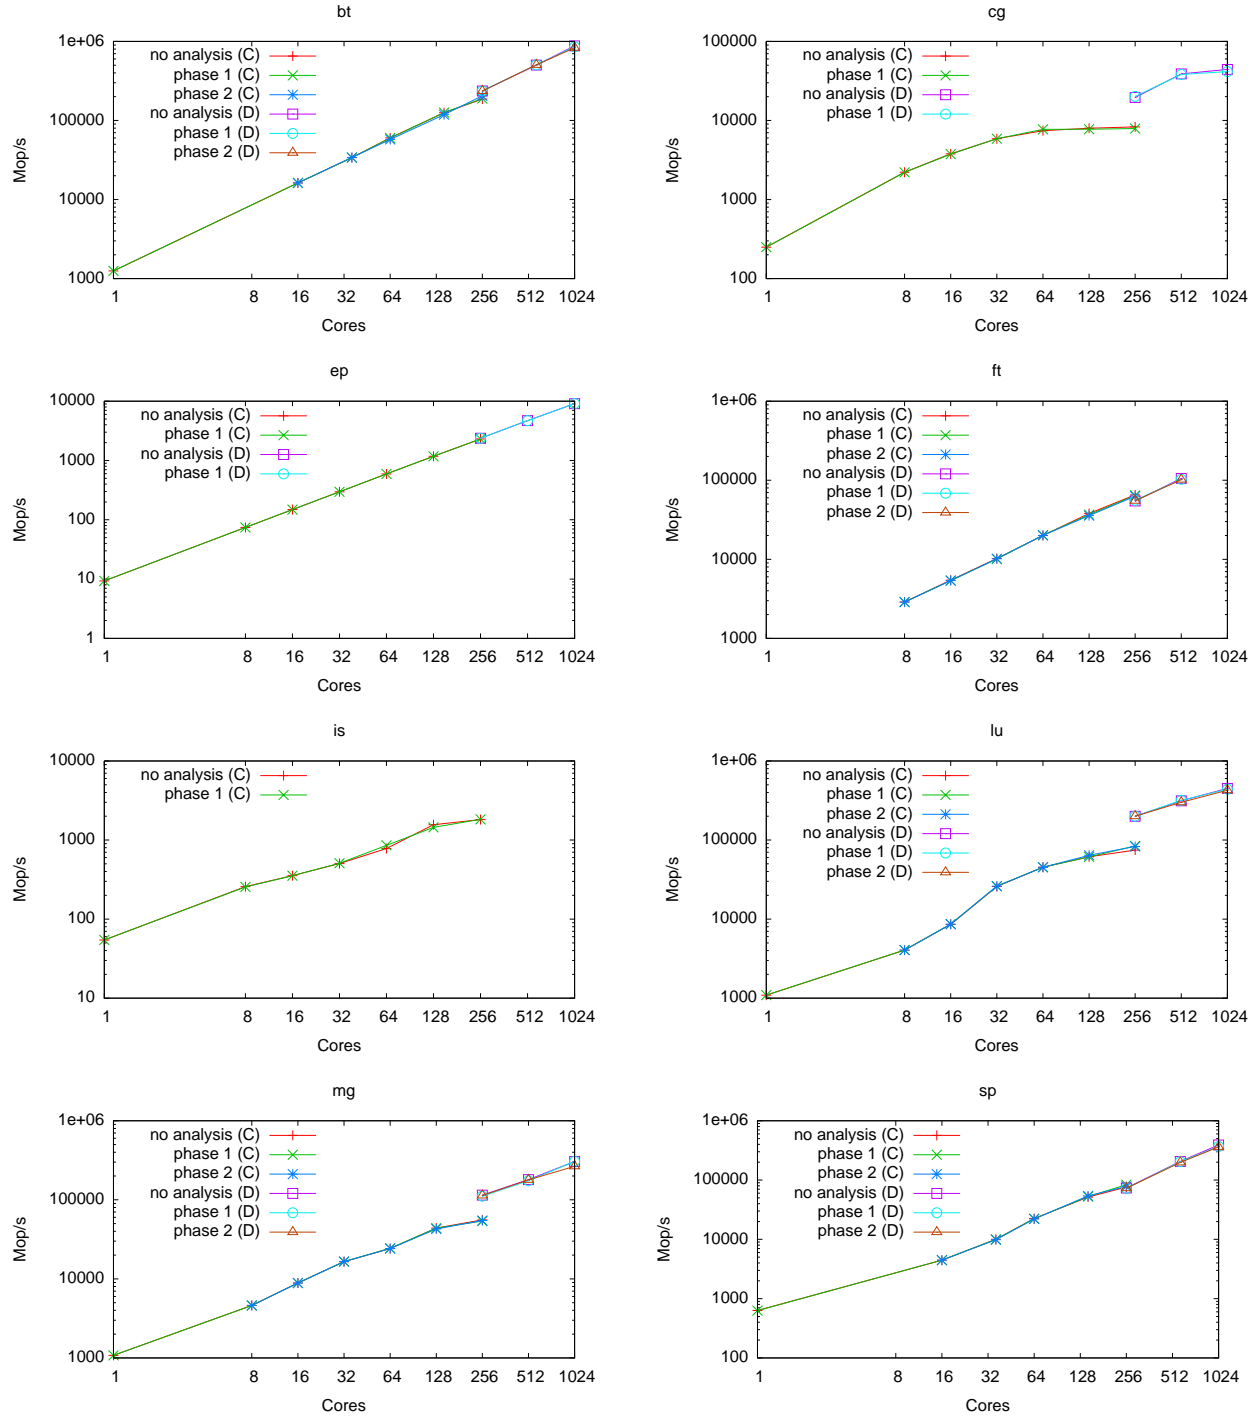 bt
1e+06
100000
10000
1000
Mop/s
no analysis (C)
phase 1 (C)
phase 2 (C)
no analysis (D)
phase 1 (D)
phase 2 (D)
1 8 16 32 64 128 256 512 1024
Cores
cg
100000
10000
1000
100
Mop/s
no analysis (C)
phase 1 (C)
no analysis (D)
phase 1 (D)
1 8 16 32 64 128 256 512 1024
Cores
ep
10000
1000
100
10
1
Mop/s
no analysis (C)
phase 1 (C)
no analysis (D)
phase 1 (D)
1 8 16 32 64 128 256 512 1024
Cores
ft
1e+06
100000
10000
1000
Mop/s
no analysis (C)
phase 1 (C)
phase 2 (C)
no analysis (D)
phase 1 (D)
phase 2 (D)
1 8 16 32 64 128 256 512 1024
Cores
is
10000
1000
100
10
Mop/s
no analysis (C)
phase 1 (C)
1 8 16 32 64 128 256 512 1024
Cores
lu
1e+06
100000
10000
1000
Mop/s
no analysis (C)
phase 1 (C)
phase 2 (C)
no analysis (D)
phase 1 (D)
phase 2 (D)
1 8 16 32 64 128 256 512 1024
Cores
mg
1e+06
100000
10000
1000
Mop/s
no analysis (C)
phase 1 (C)
phase 2 (C)
no analysis (D)
phase 1 (D)
phase 2 (D)
1 8 16 32 64 128 256 512 1024
Cores
sp
1e+06
100000
10000
1000
100
Mop/s
no analysis (C)
phase 1 (C)
phase 2 (C)
no analysis (D)
phase 1 (D)
phase 2 (D)
1 8 16 32 64 128 256 512 1024
Cores